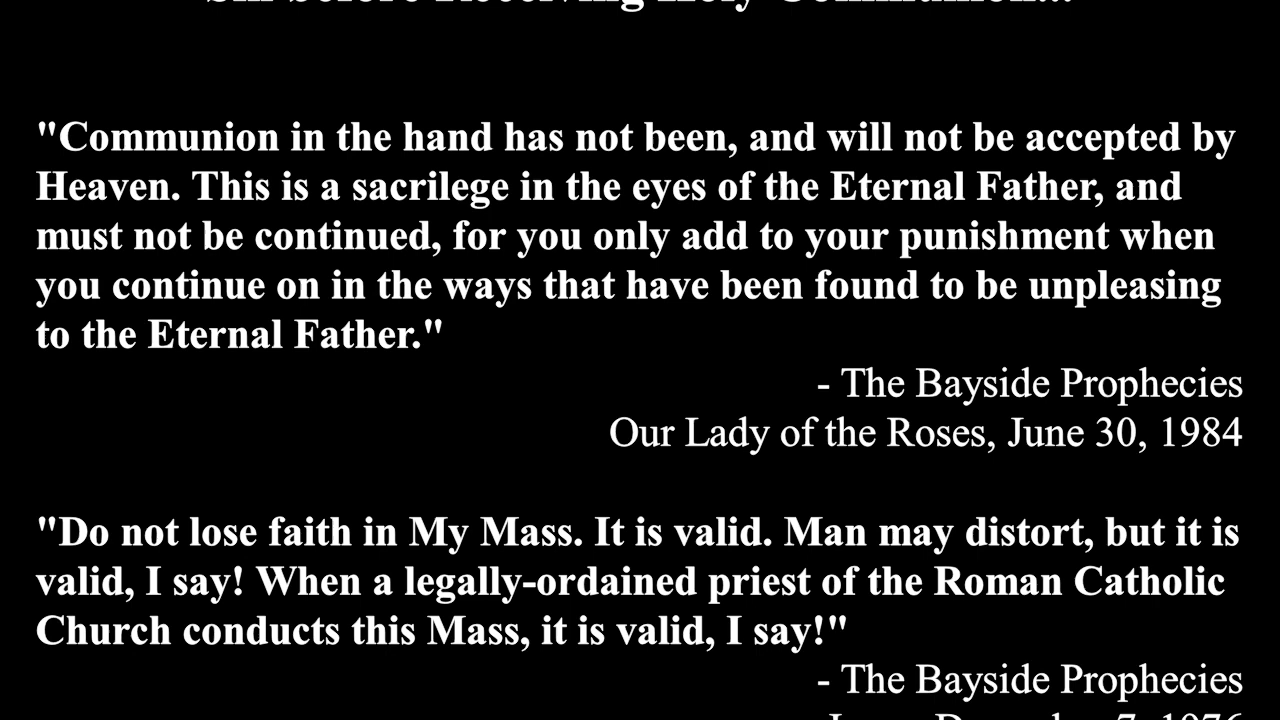 Sin before Receiving Holy Communion...
"Communion in the hand has not been, and will not be accepted by
Heaven. This is a sacrilege in the eyes of the Eternal Father, and
must not be continued, for you only add to your punishment when
you continue on in the ways that have been found to be unpleasing
to the Eternal Father."
- The Bayside Prophecies
Our Lady of the Roses, June 30, 1984
"Do not lose faith in My Mass. It is valid. Man may distort, but it is
valid, I say! When a legally-ordained priest of the Roman Catholic
Church conducts this Mass, it is valid, I say!"
- The Bayside Prophecies